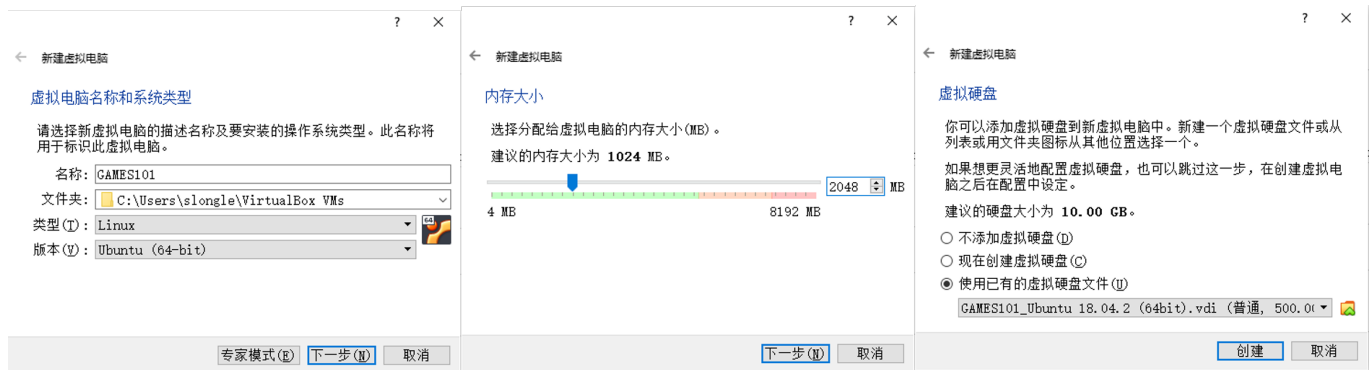 新建虚拟电脑
虚拟电脑名称和系统类型
请选择新虚拟电脑的描述名称及要安装的操作系统类型。此名称将
用于标识此虚拟电脑。
名称: GAMES101
文件夹: C:\Users\slongle\VirtualBox VMs
类型(T): Linux
64
版本(V): Ubuntu (64-bit)
专家模式(E) 下一步(N) 取消
新建虚拟电脑
内存大小
选择分配给虚拟电脑的内存大小(MB)。
建议的内存大小为 1024 MB。
2048 MB
4 MB 8192 MB
下一步(N) 取消
新建虚拟电脑
虚拟硬盘
你可以添加虚拟硬盘到新虚拟电脑中。新建一个虚拟硬盘文件或从
列表或用文件夹图标从其他位置选择一个。
如果想更灵活地配置虚拟硬盘，也可以跳过这一步，在创建虚拟电
脑之后在配置中设定。
建议的硬盘大小为 10.00 GB。
不添加虚拟硬盘(D)
现在创建虚拟硬盘(C)
使用已有的虚拟硬盘文件(U)
GAMES101_Ubuntu 18.04.2 (64bit).vdi (普通, 500.0
创建 取消